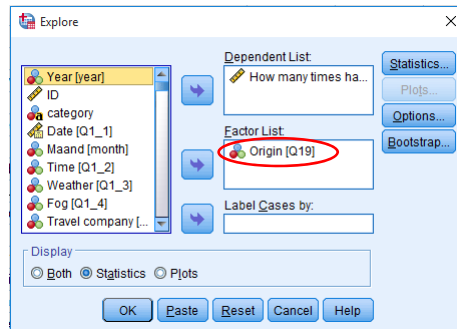 Explore
Year [year]
ID
category
Date [Q1_1]
Maand [month]
Time [Q1_2]
Weather [Q1_3]
Fog [Q1_4]
Travel company [...
Dependent List:
How many times ha...
Factor List:
Origin [Q19]
Label Cases by:
Statistics...
Plots...
Options...
Bootstrap...
Display
Both Statistics Plots
OK Paste Reset Cancel Help